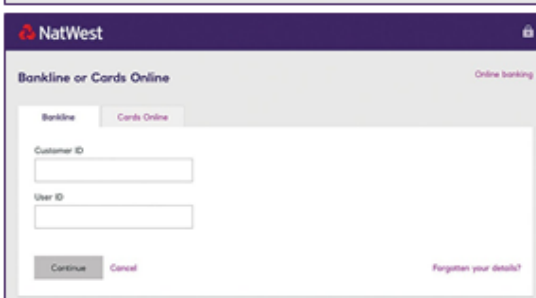 NatWest
Bankline or Cards Online
Online banking
Bankline
Cards Online
Customer ID
User ID
Continue
Cancel
Forgotten your details?